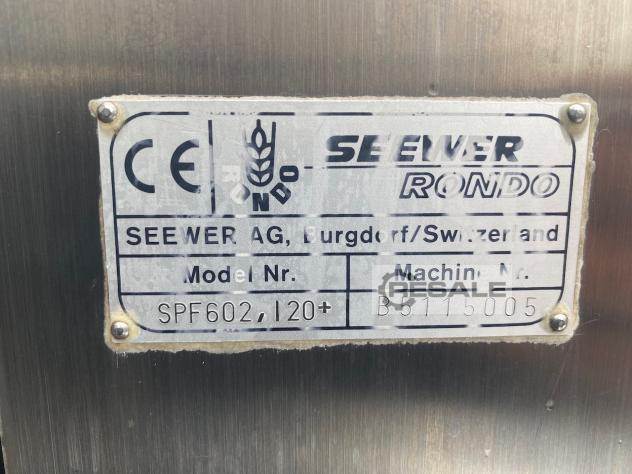 CE
RONDO
SEEWER
RONDO
SEEWER AG, Burgdorf/Switzerland
Model Nr. Machine Nr.
SPF602,120+ B5115005
RESALE